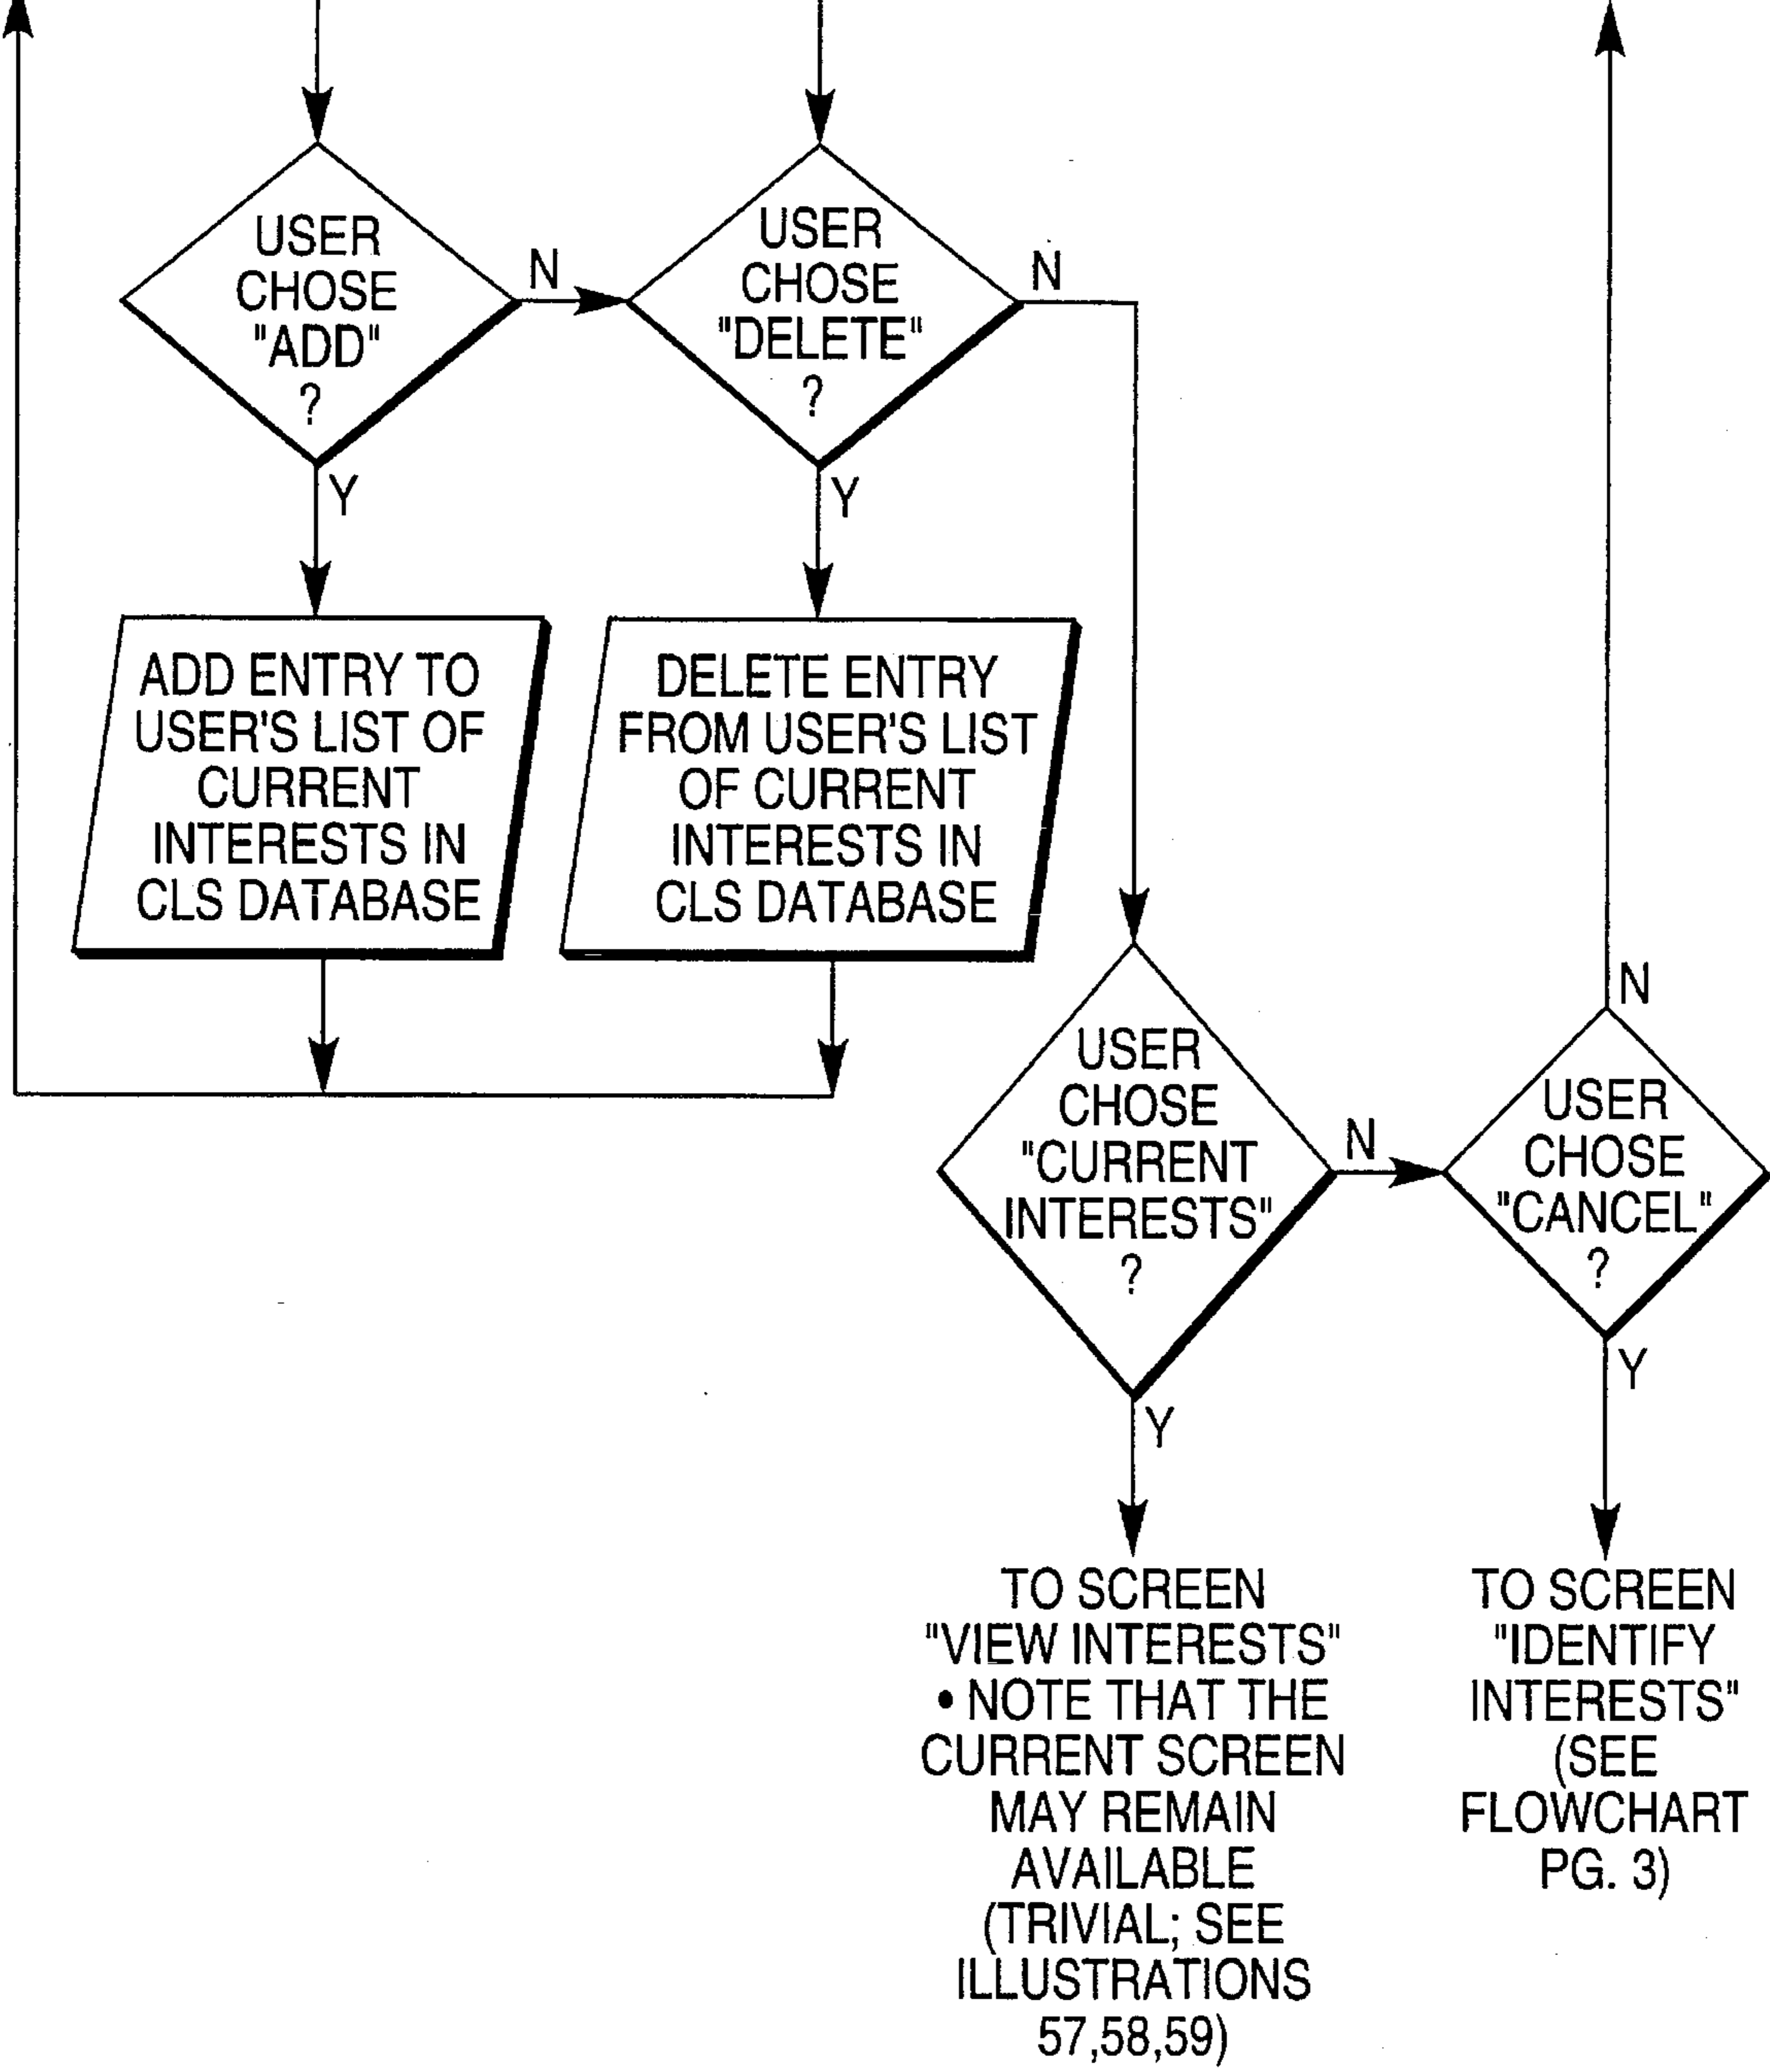 USER
CHOSE
"ADD"
?
N
Y
USER
CHOSE
"DELETE"
?
N
Y
ADD ENTRY TO
USER'S LIST OF
CURRENT
INTERESTS IN
CLS DATABASE
DELETE ENTRY
FROM USER'S LIST
OF CURRENT
INTERESTS IN
CLS DATABASE
USER
CHOSE
"CURRENT
INTERESTS"
?
N
Y
N
USER
CHOSE
"CANCEL"
?
Y
TO SCREEN
"VIEW INTERESTS"
• NOTE THAT THE
CURRENT SCREEN
MAY REMAIN
AVAILABLE
(TRIVIAL; SEE
ILLUSTRATIONS
57,58,59)
TO SCREEN
"IDENTIFY
INTERESTS"
(SEE
FLOWCHART
PG. 3)